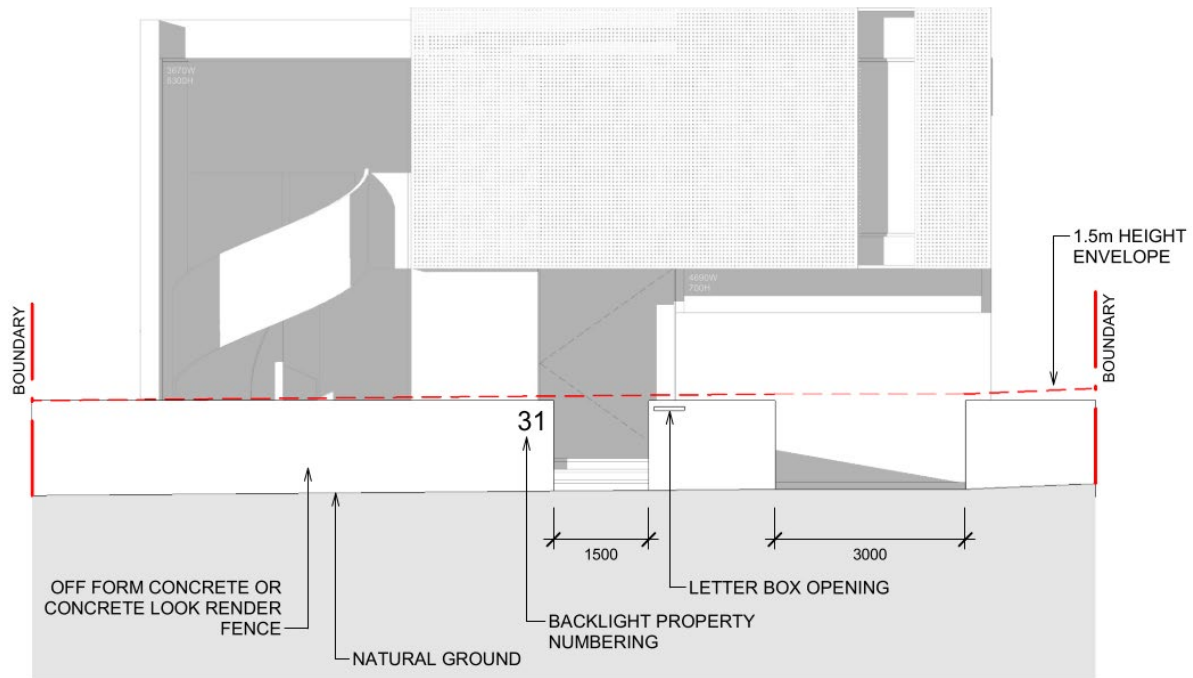 3670W
6300H
4690W
700H
1.5m HEIGHT
ENVELOPE
BOUNDARY
BOUNDARY
31
1500
3000
OFF FORM CONCRETE OR
CONCRETE LOOK RENDER
FENCE
LETTER BOX OPENING
BACKLIGHT PROPERTY
NUMBERING
NATURAL GROUND